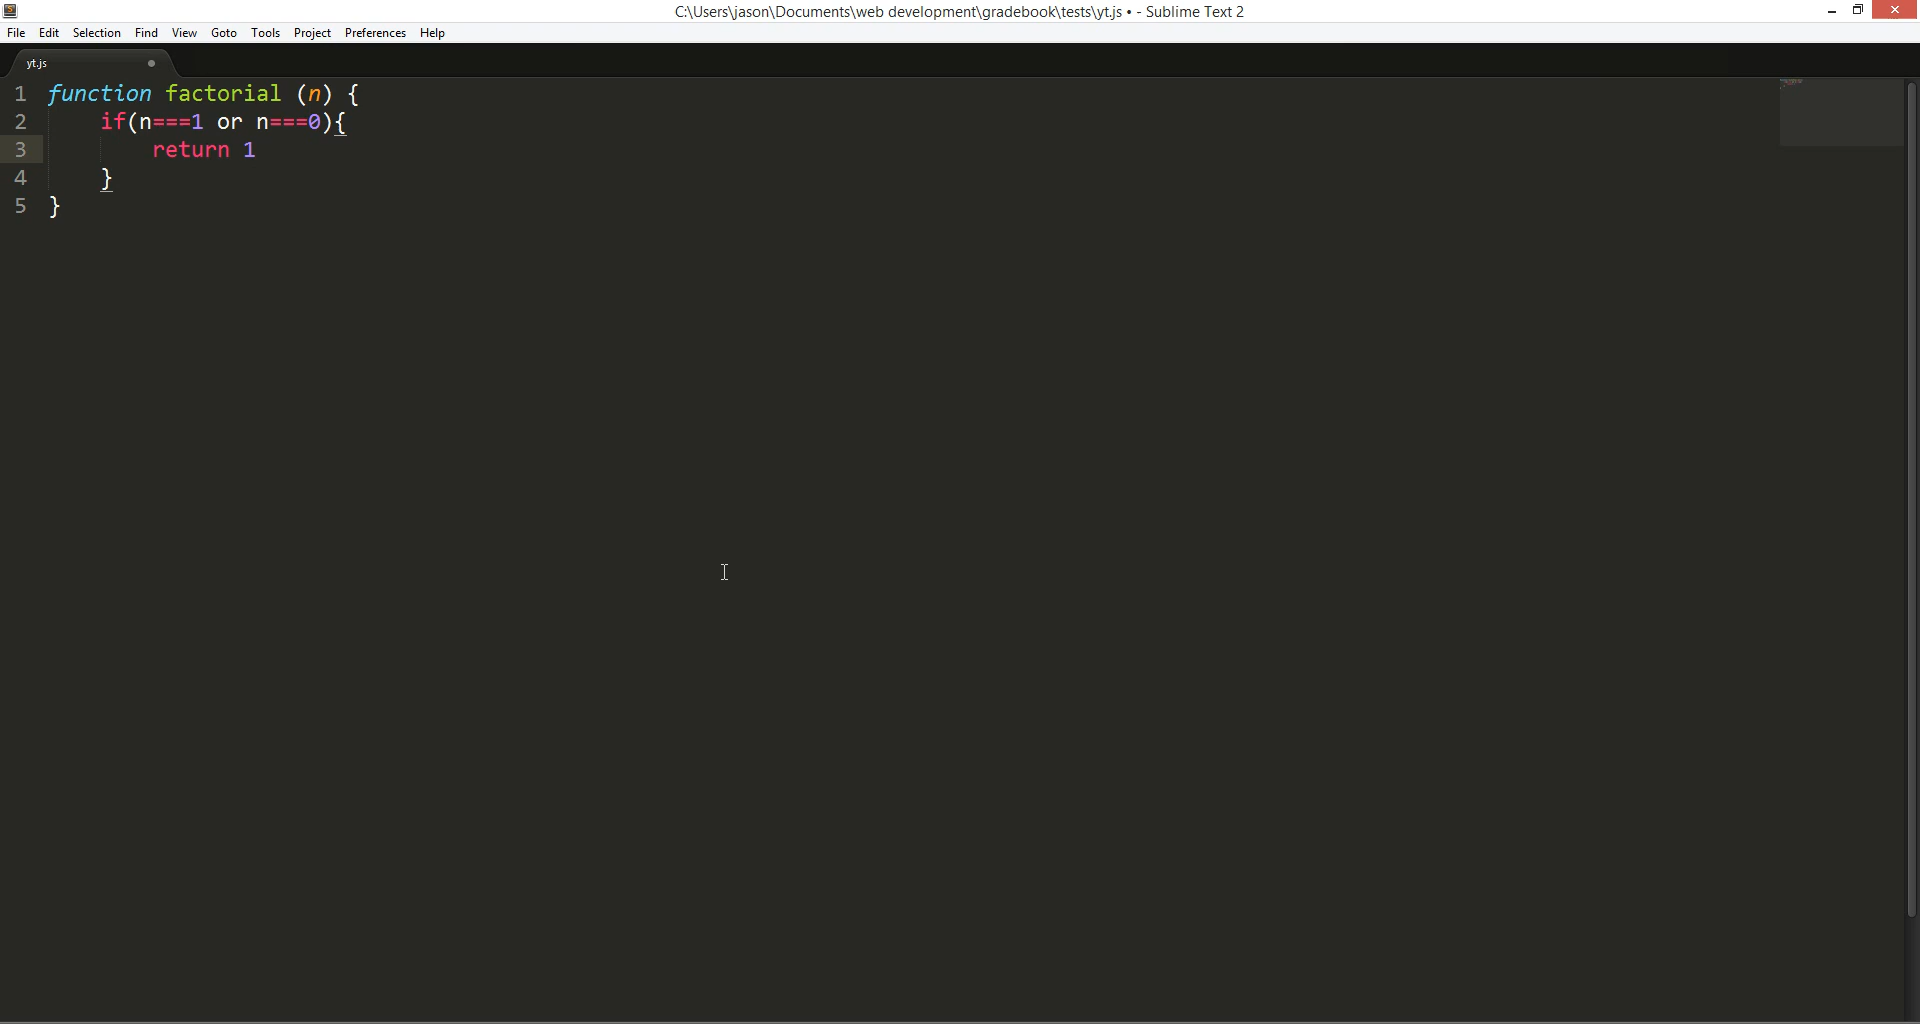 C:\Users\jason\Documents\web development\gradebook\tests\yt.js • - Sublime Text 2
File Edit Selection Find View Goto Tools Project Preferences Help
yt.js
1 function factorial (n) {
2     if(n===1 or n===0){
3         return 1
4     }
5 }